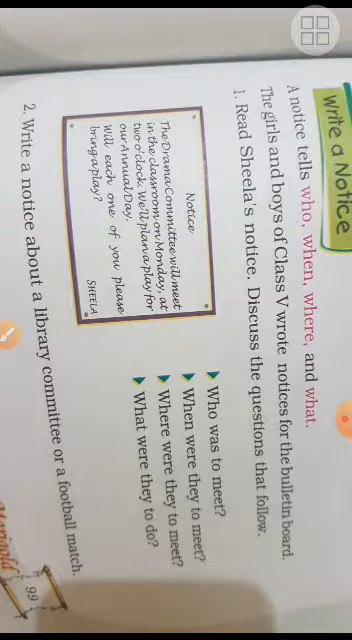 Write a Notice
A notice tells who, when, where, and what.
The girls and boys of Class V wrote notices for the bulletin board.
1. Read Sheela's notice. Discuss the questions that follow.
Notice
The Drama Committee will meet
in the classroom on Monday, at
two o'clock. We'll plan a play for
our Annual Day.
Will each one of you please
bring a play?
SHEELA
Who was to meet?
When were they to meet?
Where were they to meet?
What were they to do?
2. Write a notice about a library committee or a football match.
99
Marigold